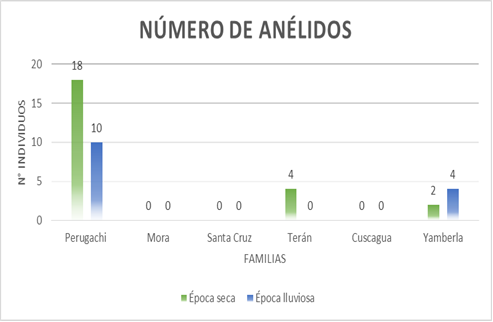 NÚMERO DE ANÉLIDOS
N° INDIVIDUOS
20
15
10
5
0
18 10
0 0
0 0
4 0
0 0
2 4
Perugachi Mora Santa Cruz Terán Cuscagua Yamberla
FAMILIAS
Época seca Época lluviosa